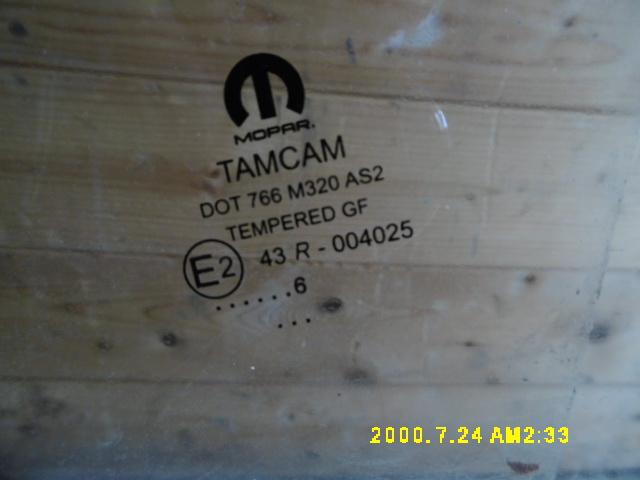 MOPAR.
TAMCAM
DOT 766 M320 AS2
TEMPERED GF
E2 43 R - 004025
......6
...
2000.7.24 AM2:33